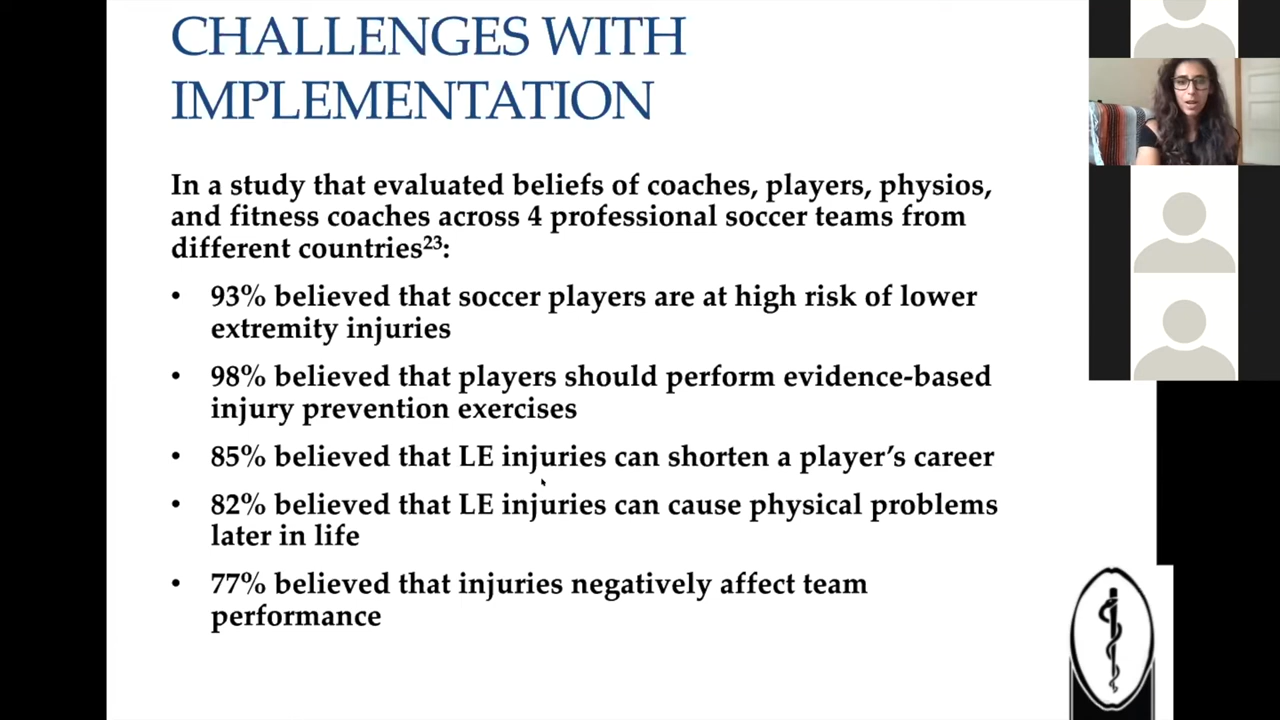 CHALLENGES WITH
IMPLEMENTATION
In a study that evaluated beliefs of coaches, players, physios,
and fitness coaches across 4 professional soccer teams from
different countries²³:
• 93% believed that soccer players are at high risk of lower
extremity injuries
• 98% believed that players should perform evidence-based
injury prevention exercises
• 85% believed that LE injuries can shorten a player’s career
• 82% believed that LE injuries can cause physical problems
later in life
• 77% believed that injuries negatively affect team
performance